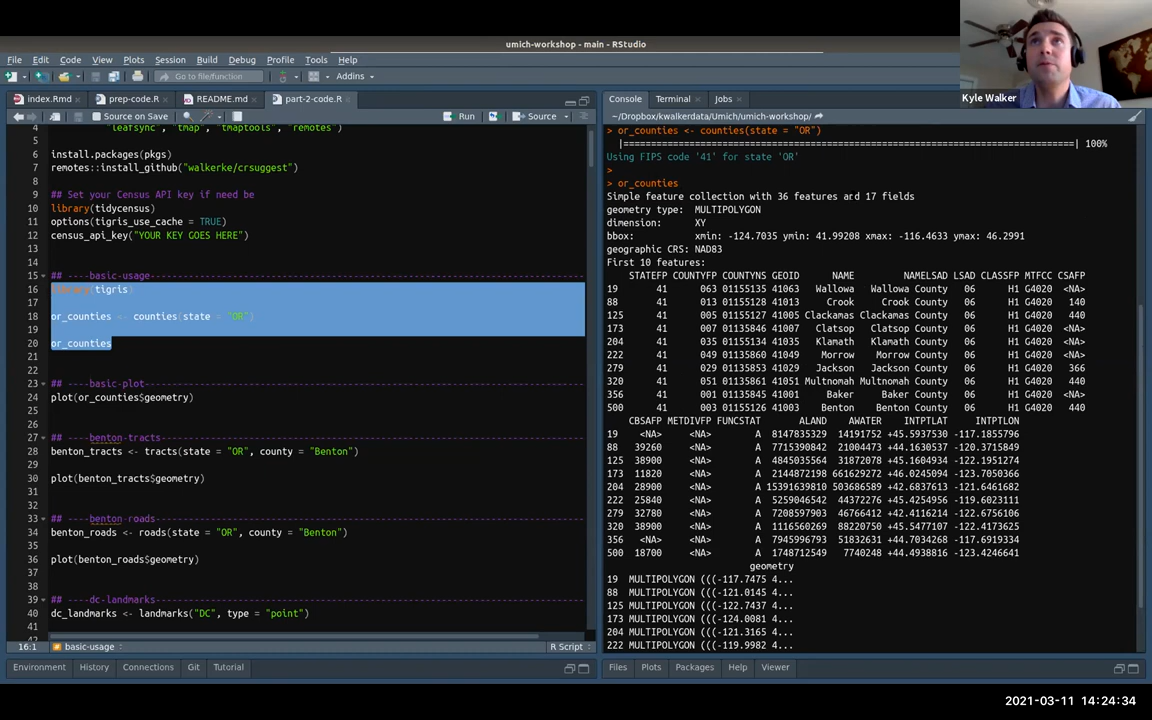 umich-workshop - main - RStudio
File Edit Code View Plots Session Build Debug Profile Tools Help
Go to file/function Addins
index.Rmd prep-code.R README.md part-2-code.R
Source on Save Run Source
4 "leafsync", "tmap", "tmaptools", "remotes")
5
6 install.packages(pkgs)
7 remotes::install_github("walkerke/crsuggest")
8
9 ## Set your Census API key if need be
10 library(tidycensus)
11 options(tigris_use_cache = TRUE)
12 census_api_key("YOUR KEY GOES HERE")
13
14
15 ## ----basic-usage----
16 library(tigris)
17
18 or_counties <- counties(state = "OR")
19
20 or_counties
21
22
23 ## ----basic-plot----
24 plot(or_counties$geometry)
25
26
27 ## ----benton-tracts----
28 benton_tracts <- tracts(state = "OR", county = "Benton")
29
30 plot(benton_tracts$geometry)
31
32
33 ## ----benton-roads----
34 benton_roads <- roads(state = "OR", county = "Benton")
35
36 plot(benton_roads$geometry)
37
38
39 ## ----dc-landmarks----
40 dc_landmarks <- landmarks("DC", type = "point")
41
42
16:1 basic-usage R Script
Environment History Connections Git Tutorial
Kyle Walker
Console Terminal Jobs
~/Dropbox/kwalkerdata/Umich/umich-workshop/
> or_counties <- counties(state = "OR")
|====================| 100%
Using FIPS code '41' for state 'OR'
>
> or_counties
Simple feature collection with 36 features and 17 fields
geometry type: MULTIPOLYGON
dimension: XY
bbox: xmin: -124.7035 ymin: 41.99208 xmax: -116.4633 ymax: 46.2991
geographic CRS: NAD83
First 10 features:
STATEFP COUNTYFP COUNTYNS GEOID NAME NAMELSAD LSAD CLASSFP MTFCC CSAFP
19 41 063 01155135 41063 Wallowa Wallowa County 06 H1 G4020 <NA>
88 41 013 01155128 41013 Crook Crook County 06 H1 G4020 140
125 41 005 01155127 41005 Clackamas Clackamas County 06 H1 G4020 440
173 41 007 01135846 41007 Clatsop Clatsop County 06 H1 G4020 <NA>
204 41 035 01155134 41035 Klamath Klamath County 06 H1 G4020 <NA>
222 41 049 01135860 41049 Morrow Morrow County 06 H1 G4020 <NA>
279 41 029 01135853 41029 Jackson Jackson County 06 H1 G4020 366
320 41 051 01135861 41051 Multnomah Multnomah County 06 H1 G4020 440
356 41 001 01135845 41001 Baker Baker County 06 H1 G4020 <NA>
500 41 003 01155126 41003 Benton Benton County 06 H1 G4020 440
CBSAFP METDIVFP FUNCSTAT ALAND AWATER INTPTLAT INTPTLON
19 <NA> <NA> A 8147835329 14191752 +45.5937530 -117.1855796
88 39260 <NA> A 7715390842 21004473 +44.1630537 -120.3715849
125 38900 <NA> A 4845035564 31872078 +45.1604934 -122.1951274
173 11820 <NA> A 2144872198 661629272 +46.0245094 -123.7050366
204 28900 <NA> A 15391639810 503686589 +42.6837613 -121.6461682
222 25840 <NA> A 5259046542 44372276 +45.4254956 -119.6023111
279 32780 <NA> A 7208597903 46766412 +42.4116214 -122.6756106
320 38900 <NA> A 1116560269 88220750 +45.5477107 -122.4173625
356 <NA> <NA> A 7945996793 51832631 +44.7034268 -117.6919334
500 18700 <NA> A 1748712549 7740248 +44.4938816 -123.4246641
geometry
19 MULTIPOLYGON (((-117.7475 4...
88 MULTIPOLYGON (((-121.0145 4...
125 MULTIPOLYGON (((-122.7437 4...
173 MULTIPOLYGON (((-124.0081 4...
204 MULTIPOLYGON (((-121.3165 4...
222 MULTIPOLYGON (((-119.9982 4...
Files Plots Packages Help Viewer
2021-03-11 14:24:34